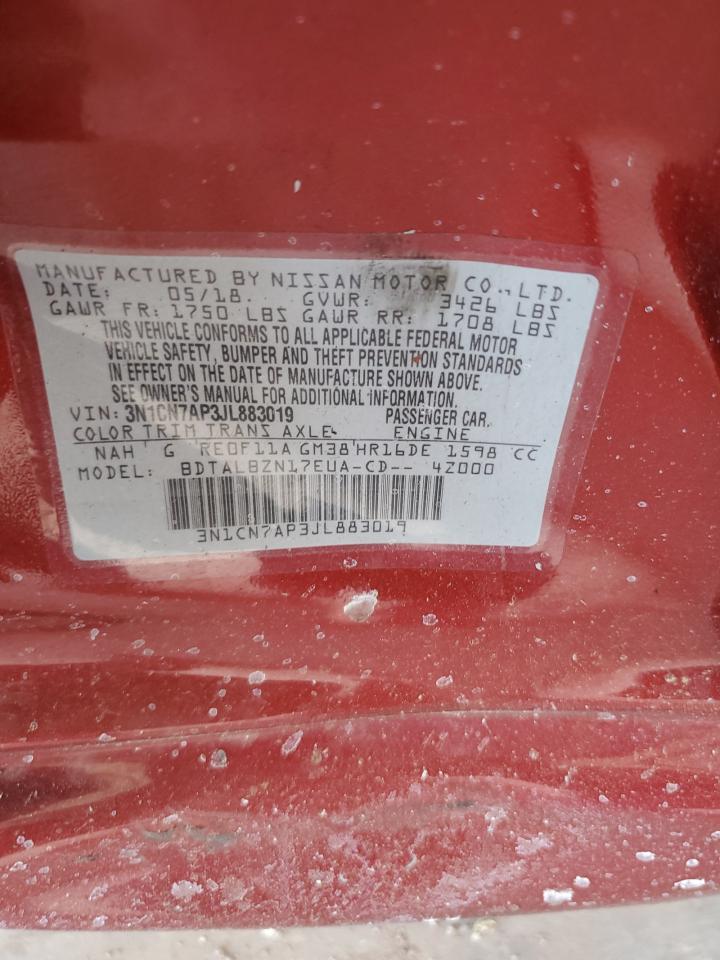 MANUFACTURED BY NISSAN MOTOR CO.,LTD.
DATE: 05/18. GVWR: 3426 LBS
GAWR FR: 1750 LBS GAWR RR: 1708 LBS
THIS VEHICLE CONFORMS TO ALL APPLICABLE FEDERAL MOTOR
VEHICLE SAFETY, BUMPER AND THEFT PREVENTION STANDARDS
IN EFFECT ON THE DATE OF MANUFACTURE SHOWN ABOVE.
SEE OWNER'S MANUAL FOR ADDITIONAL INFORMATION.
VIN: 3N1CN7AP3JL883019 PASSENGER CAR.
COLOR TRIM TRANS AXLE ENGINE
NAH G RE0F11A GM38 HR16DE 1598 CC
MODEL: BDTALBZN17EUA-CD-- 4Z000
3N1CN7AP3JL883019